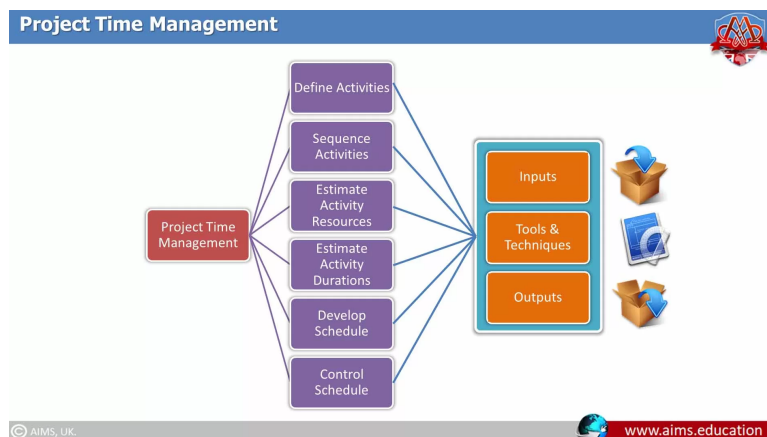 Project Time Management
Define Activities
Sequence
Activities
Estimate
Activity
Resources
Project Time
Management
Estimate
Activity
Durations
Develop
Schedule
Control
Schedule
Inputs
Tools &
Techniques
Outputs
© AIMS, UK.
www.aims.education